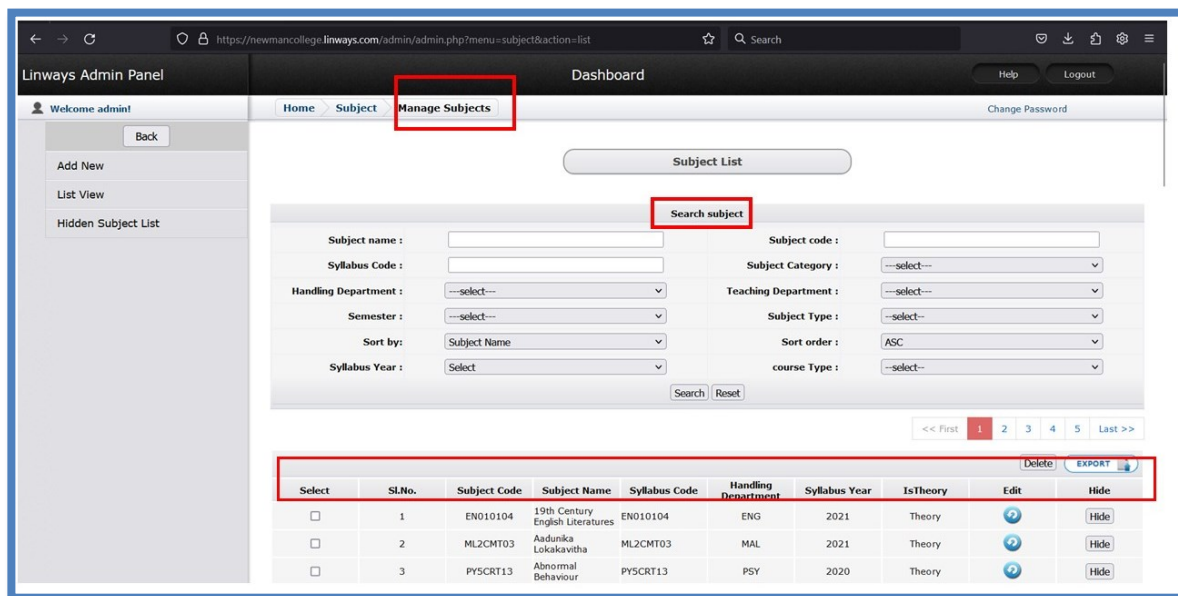 https://newmancollege.linways.com/admin/admin.php?menu=subject&action=list Search
Linways Admin Panel Dashboard Help Logout
Welcome admin! Home Subject Manage Subjects Change Password
Back
Add New
List View
Hidden Subject List
Subject List
Search subject
Subject name : Subject code :
Syllabus Code : Subject Category : ---select---
Handling Department : ---select--- Teaching Department : ---select---
Semester : ---select--- Subject Type : --select--
Sort by: Subject Name Sort order : ASC
Syllabus Year : Select course Type : --select--
Search Reset
<< First 1 2 3 4 5 Last >>
Delete EXPORT
Select Sl.No. Subject Code Subject Name Syllabus Code Handling Department Syllabus Year IsTheory Edit Hide
1 EN010104 19th Century English Literatures EN010104 ENG 2021 Theory Hide
2 ML2CMT03 Aadunika Lokakavitha ML2CMT03 MAL 2021 Theory Hide
3 PY5CRT13 Abnormal Behaviour PY5CRT13 PSY 2020 Theory Hide